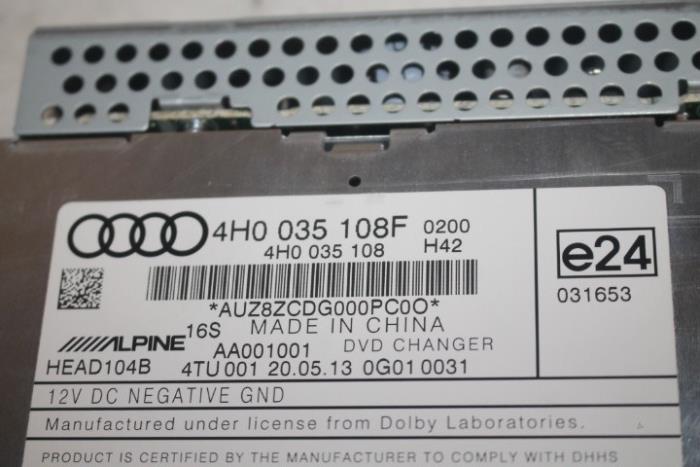 4H0 035 108F 0200
4H0 035 108 H42
e24
031653
*AUZ8ZCDG000PC0O*
16S MADE IN CHINA
ALPINE AA001001 DVD CHANGER
HEAD104B 4TU 001 20.05.13 0G01 0031
12V DC NEGATIVE GND
Manufactured under license from Dolby Laboratories.
PRODUCT IS CERTIFIED BY THE MANUFACTURER TO COMPLY WITH DHHS